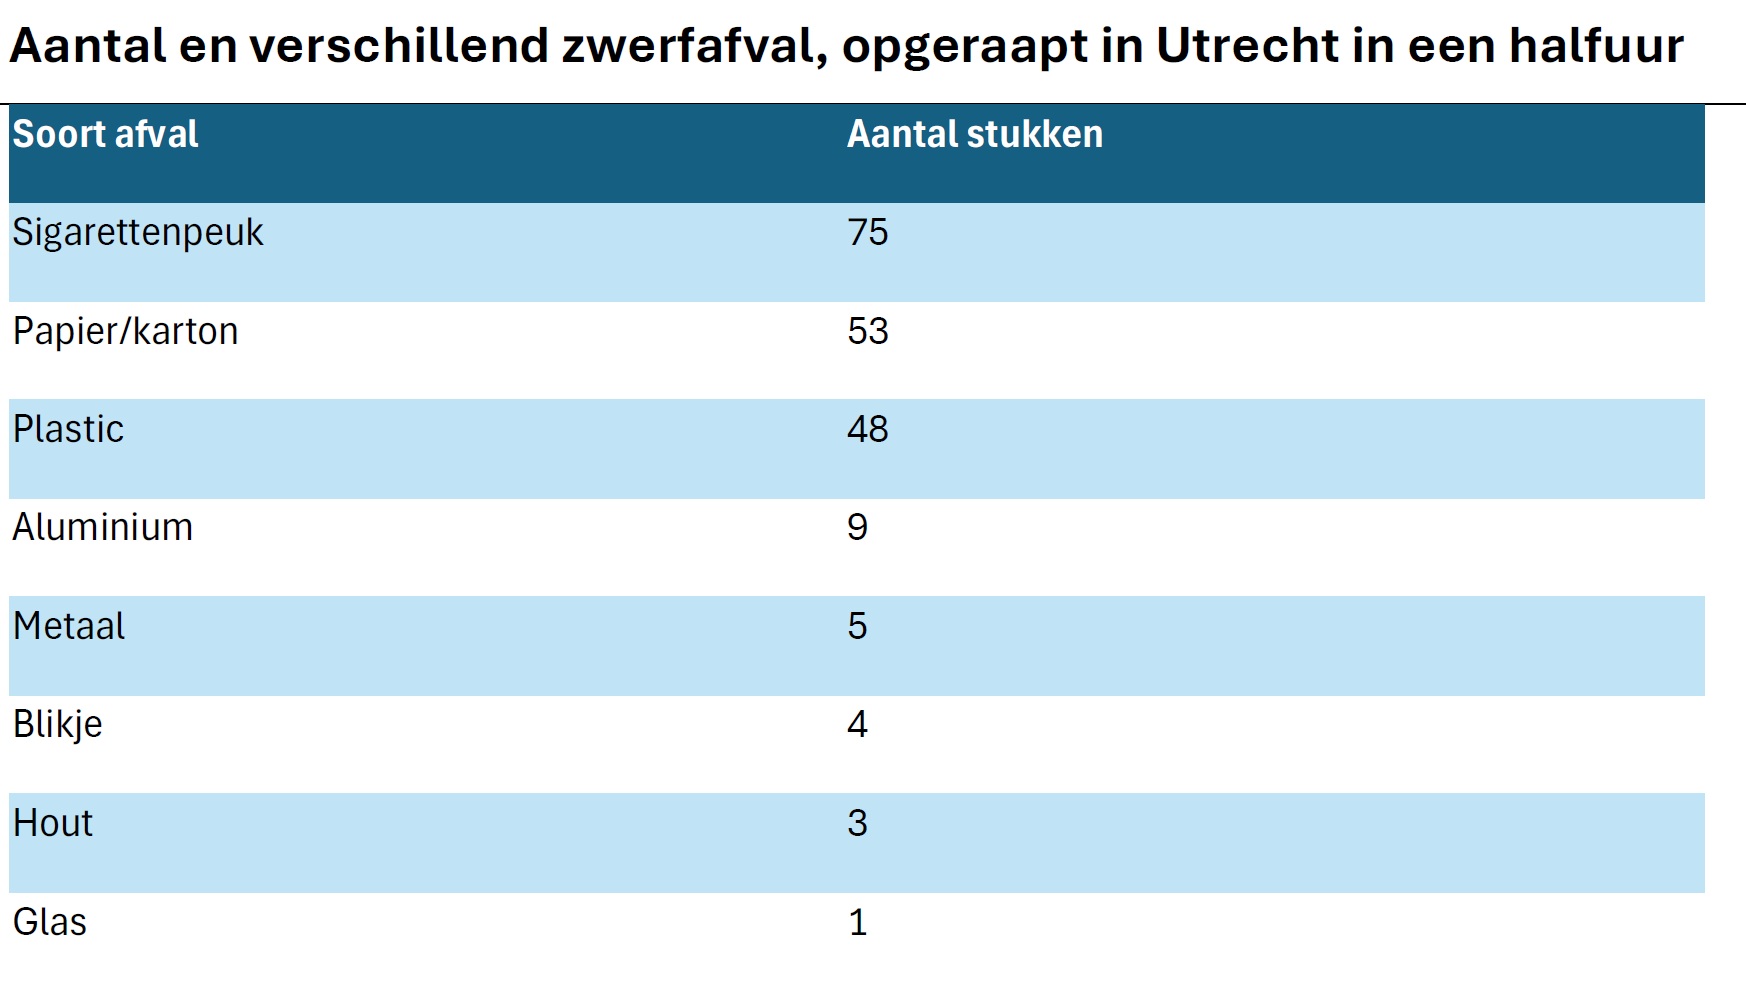 Aantal en verschillend zwerfafval, opgeraapt in Utrecht in een halfuur
Soort afval Aantal stukken
Sigarettenpeuk 75
Papier/karton 53
Plastic 48
Aluminium 9
Metaal 5
Blikje 4
Hout 3
Glas 1